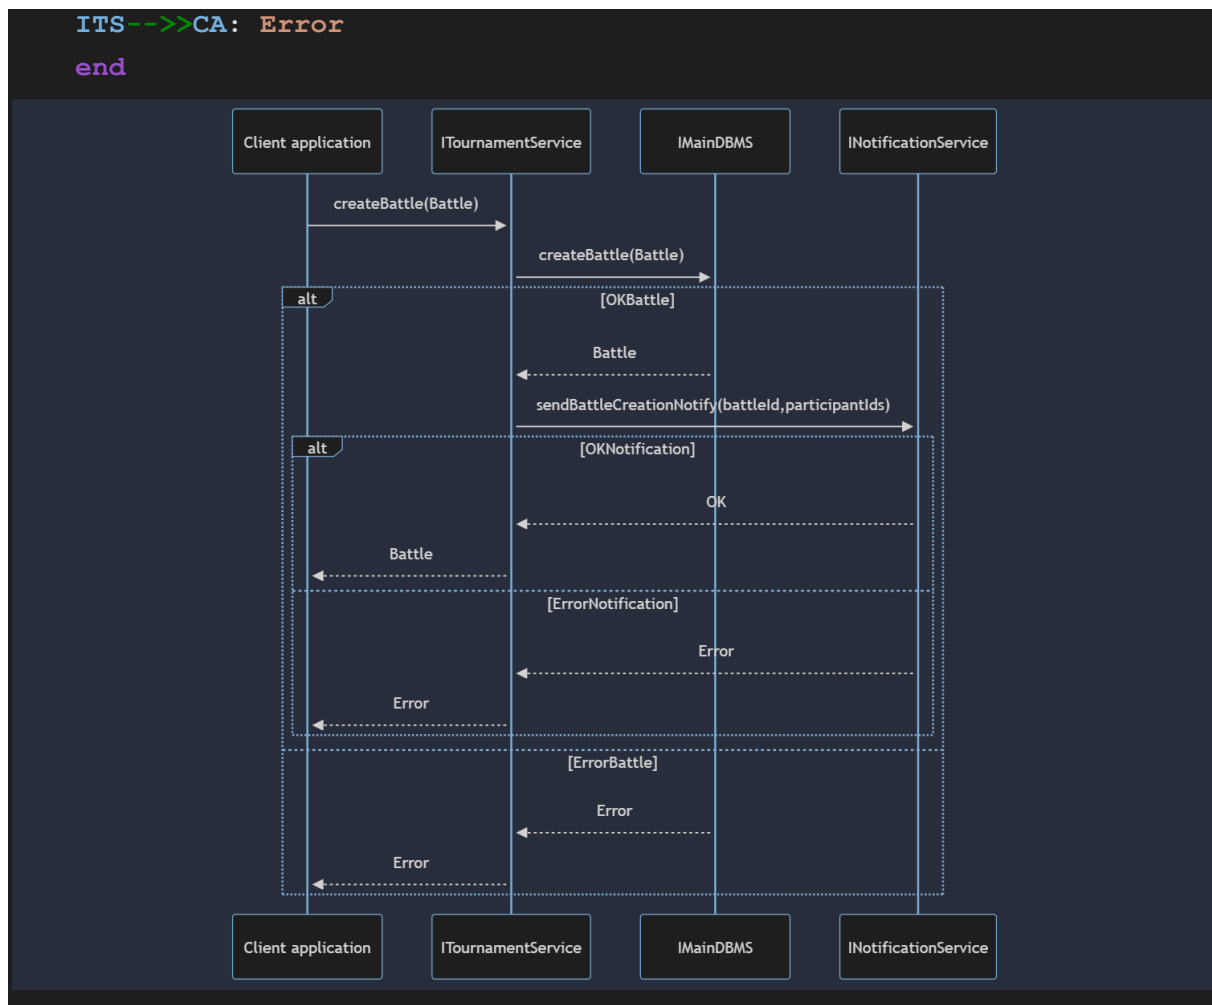 ITS-->>CA: Error
end
Client application ITournamentService IMainDBMS INotificationService
createBattle(Battle)
createBattle(Battle)
alt [OKBattle]
Battle
sendBattleCreationNotify(battleId,participantIds)
alt [OKNotification]
OK
Battle
[ErrorNotification]
Error
Error
[ErrorBattle]
Error
Error
Client application ITournamentService IMainDBMS INotificationService